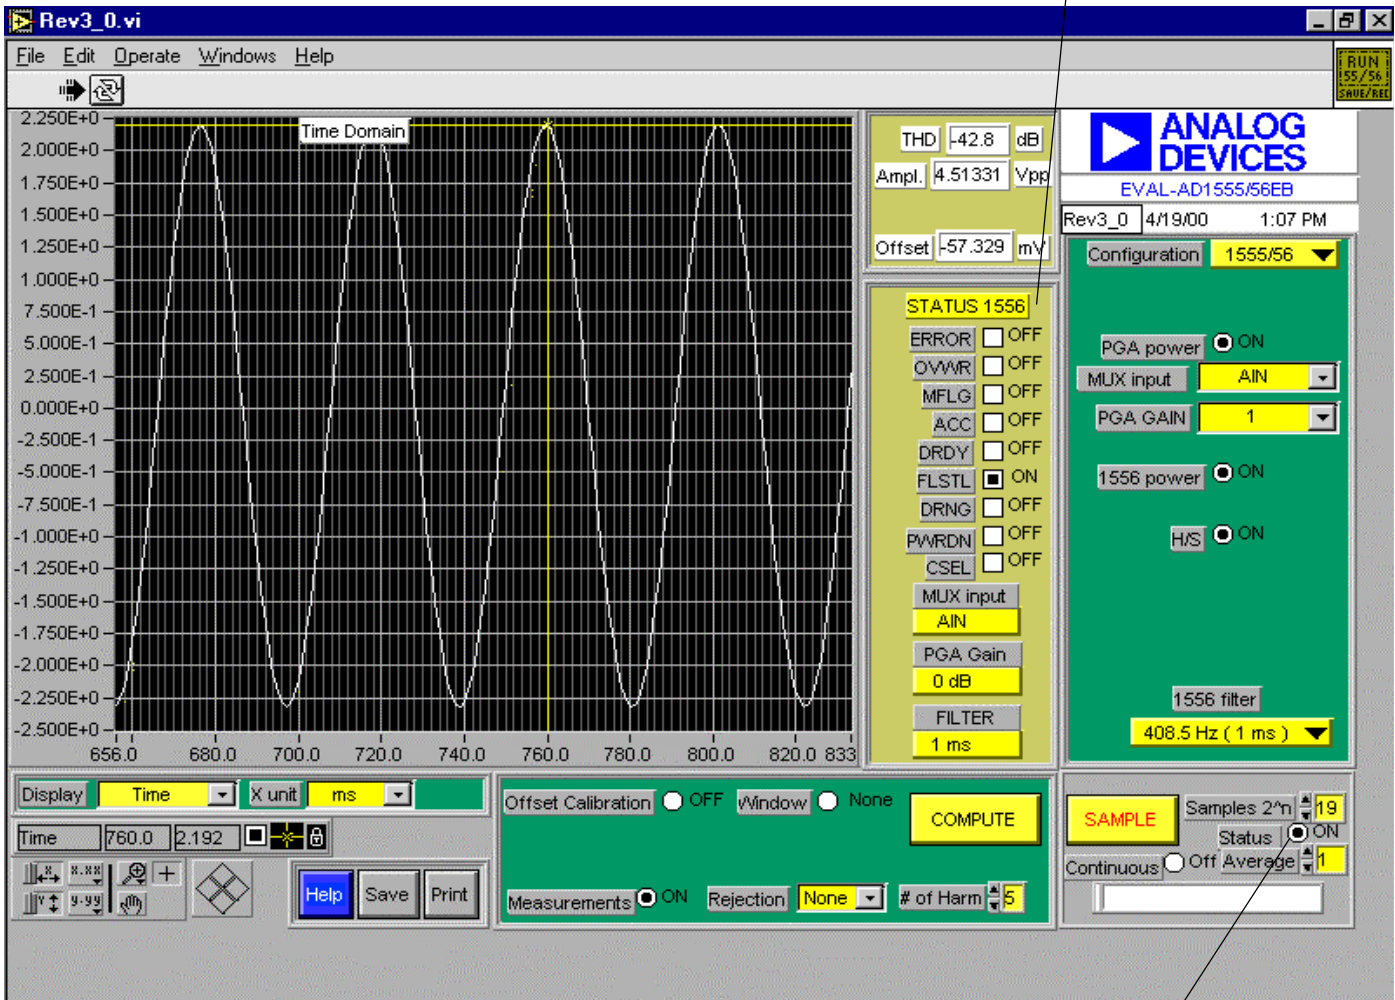 Rev3_0.vi
File Edit Operate Windows Help
RUN
55/56
SAVE/REC
2.250E+0
2.000E+0
1.750E+0
1.500E+0
1.250E+0
1.000E+0
7.500E-1
5.000E-1
2.500E-1
0.000E+0
-2.500E-1
-5.000E-1
-7.500E-1
-1.000E+0
-1.250E+0
-1.500E+0
-1.750E+0
-2.000E+0
-2.250E+0
-2.500E+0
Time Domain
656.0 680.0 700.0 720.0 740.0 760.0 780.0 800.0 820.0 833
THD -42.8 dB
Ampl. 4.51331 Vpp
Offset -57.329 mV
STATUS 1556
ERROR OFF
OVWR OFF
MFLG OFF
ACC OFF
DRDY OFF
FLSTL ON
DRNG OFF
PWRDN OFF
CSEL OFF
MUX input
AIN
PGA Gain
0 dB
FILTER
1 ms
ANALOG
DEVICES
EVAL-AD1555/56EB
Rev3_0 4/19/00 1:07 PM
Configuration 1555/56
PGA power ON
MUX input AIN
PGA GAIN 1
1556 power ON
H/S ON
1556 filter
408.5 Hz ( 1 ms )
Display Time X unit ms
Time 760.0 2.192
X.XX
Y.YY
Help Save Print
Offset Calibration OFF Window None
COMPUTE
Measurements ON Rejection None # of Harm 5
SAMPLE
Samples 2^n 19
Status ON
Continuous Off Average 1